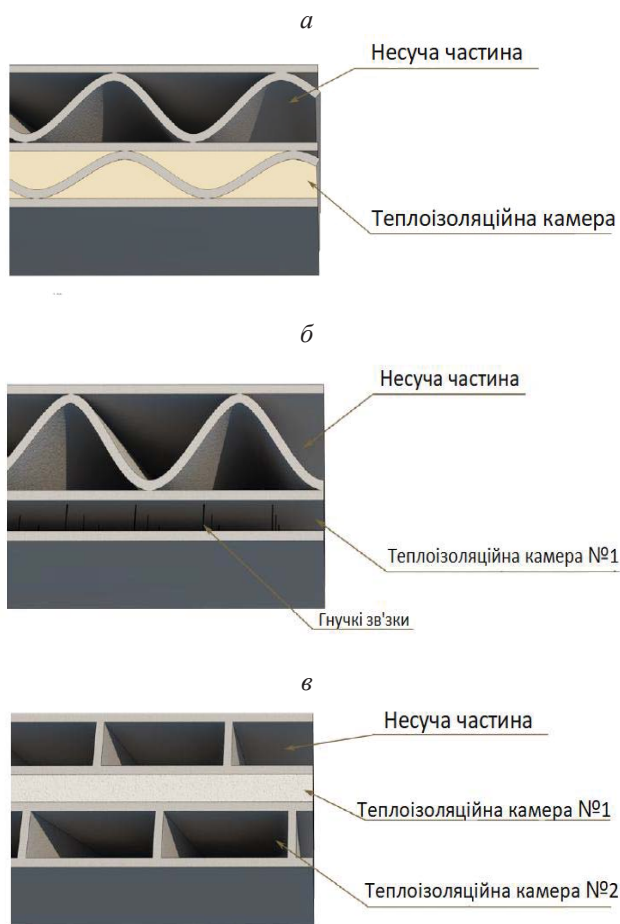 а
Несуча частина
Теплоізоляційна камера
б
Несуча частина
Теплоізоляційна камера №1
Гнучкі зв'язки
в
Несуча частина
Теплоізоляційна камера №1
Теплоізоляційна камера №2